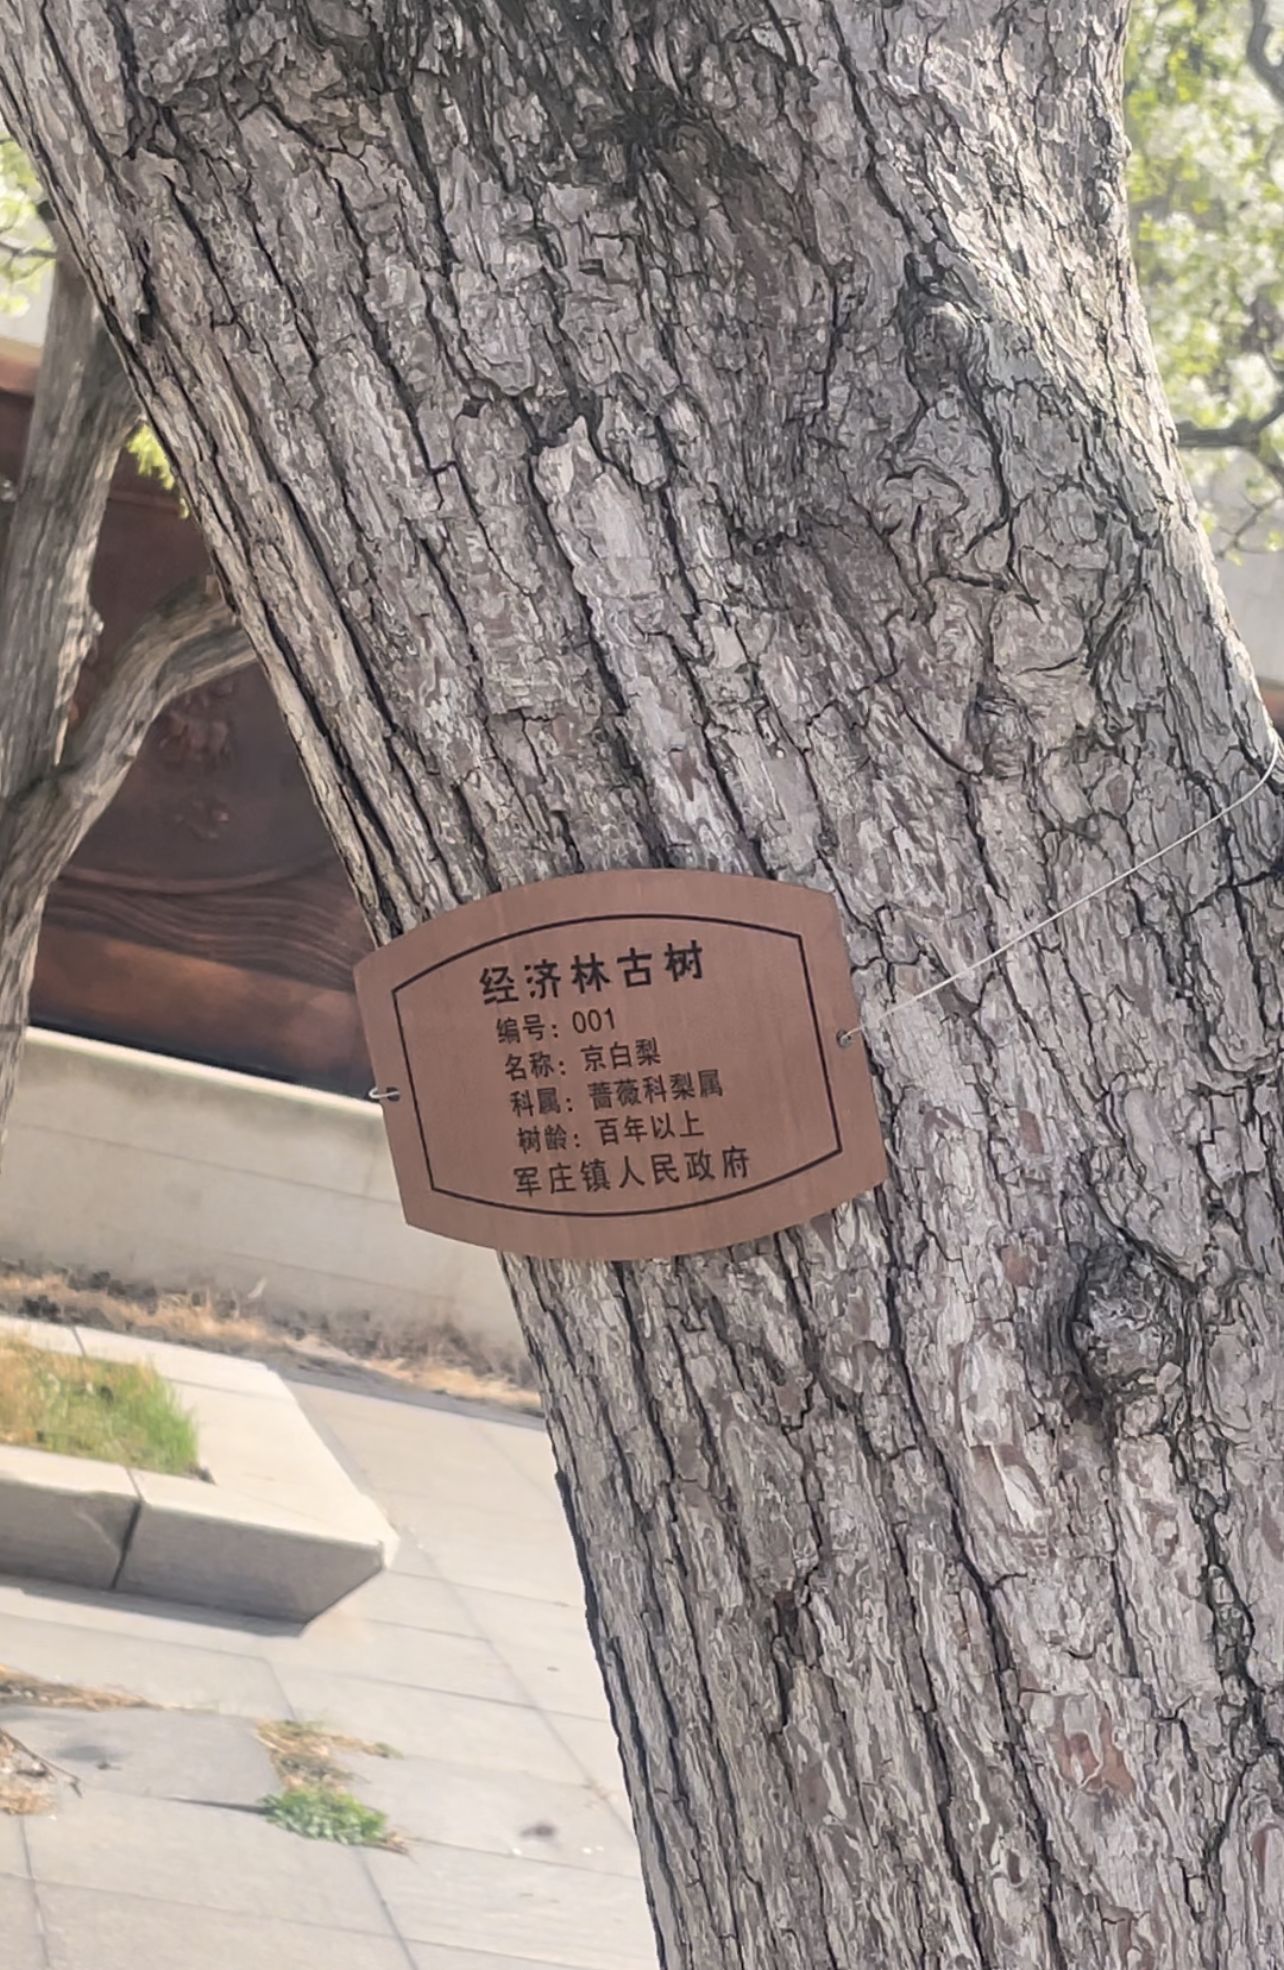 经济林古树
编号：001
名称：京白梨
科属：蔷薇科梨属
树龄：百年以上
军庄镇人民政府